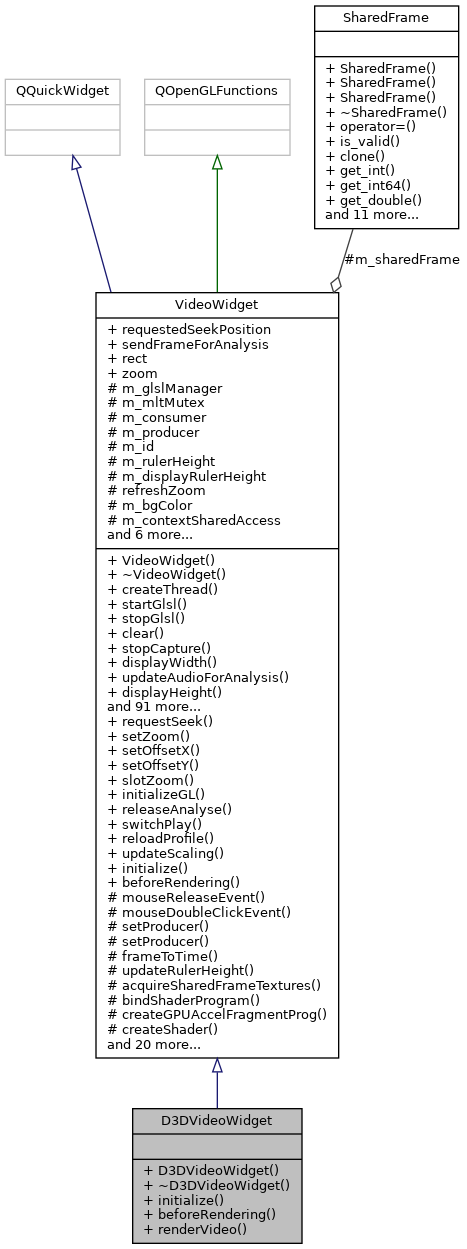 SharedFrame
+ SharedFrame()
+ SharedFrame()
+ SharedFrame()
+ ~SharedFrame()
+ operator=()
+ is_valid()
+ clone()
+ get_int()
+ get_int64()
+ get_double()
and 11 more...
QQuickWidget
QOpenGLFunctions
#m_sharedFrame
VideoWidget
+ requestedSeekPosition
+ sendFrameForAnalysis
+ rect
+ zoom
# m_glslManager
# m_mltMutex
# m_consumer
# m_producer
# m_id
# m_rulerHeight
# m_displayRulerHeight
# refreshZoom
# m_bgColor
# m_contextSharedAccess
and 6 more...
+ VideoWidget()
+ ~VideoWidget()
+ createThread()
+ startGlsl()
+ stopGlsl()
+ clear()
+ stopCapture()
+ displayWidth()
+ updateAudioForAnalysis()
+ displayHeight()
and 91 more...
+ requestSeek()
+ setZoom()
+ setOffsetX()
+ setOffsetY()
+ slotZoom()
+ initializeGL()
+ releaseAnalyse()
+ switchPlay()
+ reloadProfile()
+ updateScaling()
+ initialize()
+ beforeRendering()
# mouseReleaseEvent()
# mouseDoubleClickEvent()
# setProducer()
# setProducer()
# frameToTime()
# updateRulerHeight()
# acquireSharedFrameTextures()
# bindShaderProgram()
# createGPUAccelFragmentProg()
# createShader()
and 20 more...
D3DVideoWidget
+ D3DVideoWidget()
+ ~D3DVideoWidget()
+ initialize()
+ beforeRendering()
+ renderVideo()